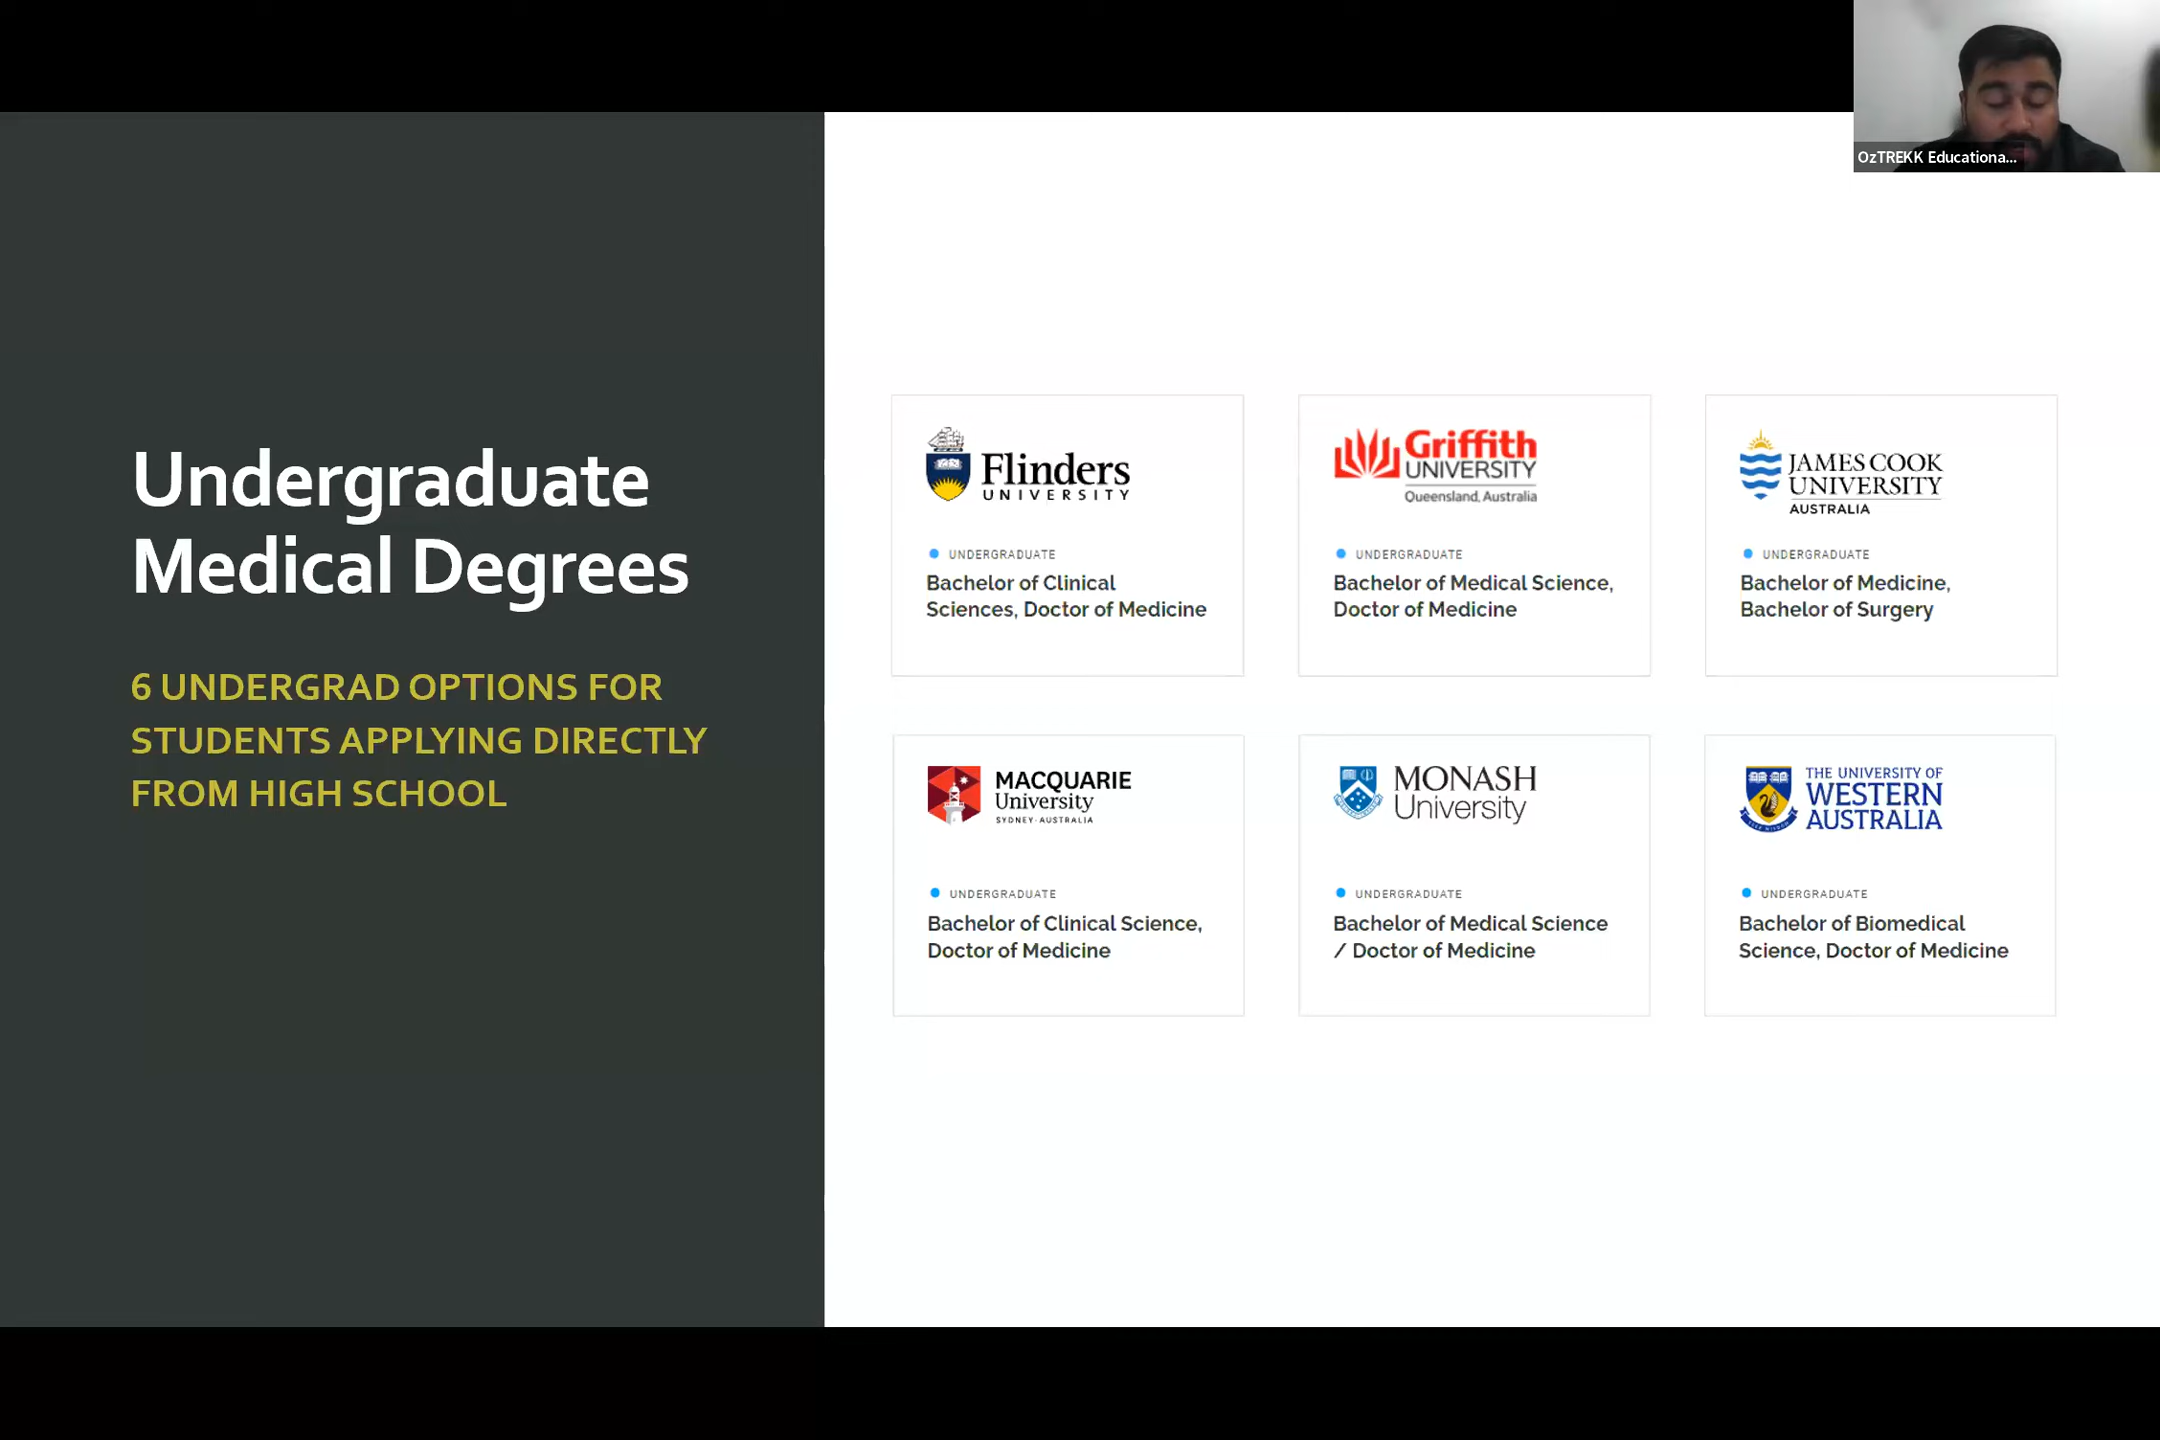 OzTREKK Educationa...
Undergraduate
Medical Degrees
6 UNDERGRAD OPTIONS FOR
STUDENTS APPLYING DIRECTLY
FROM HIGH SCHOOL
Flinders
UNIVERSITY
UNDERGRADUATE
Bachelor of Clinical
Sciences, Doctor of Medicine
Griffith
UNIVERSITY
Queensland, Australia
UNDERGRADUATE
Bachelor of Medical Science,
Doctor of Medicine
JAMES COOK
UNIVERSITY
AUSTRALIA
UNDERGRADUATE
Bachelor of Medicine,
Bachelor of Surgery
MACQUARIE
University
SYDNEY·AUSTRALIA
UNDERGRADUATE
Bachelor of Clinical Science,
Doctor of Medicine
MONASH
University
UNDERGRADUATE
Bachelor of Medical Science
/ Doctor of Medicine
THE UNIVERSITY OF
WESTERN
AUSTRALIA
UNDERGRADUATE
Bachelor of Biomedical
Science, Doctor of Medicine